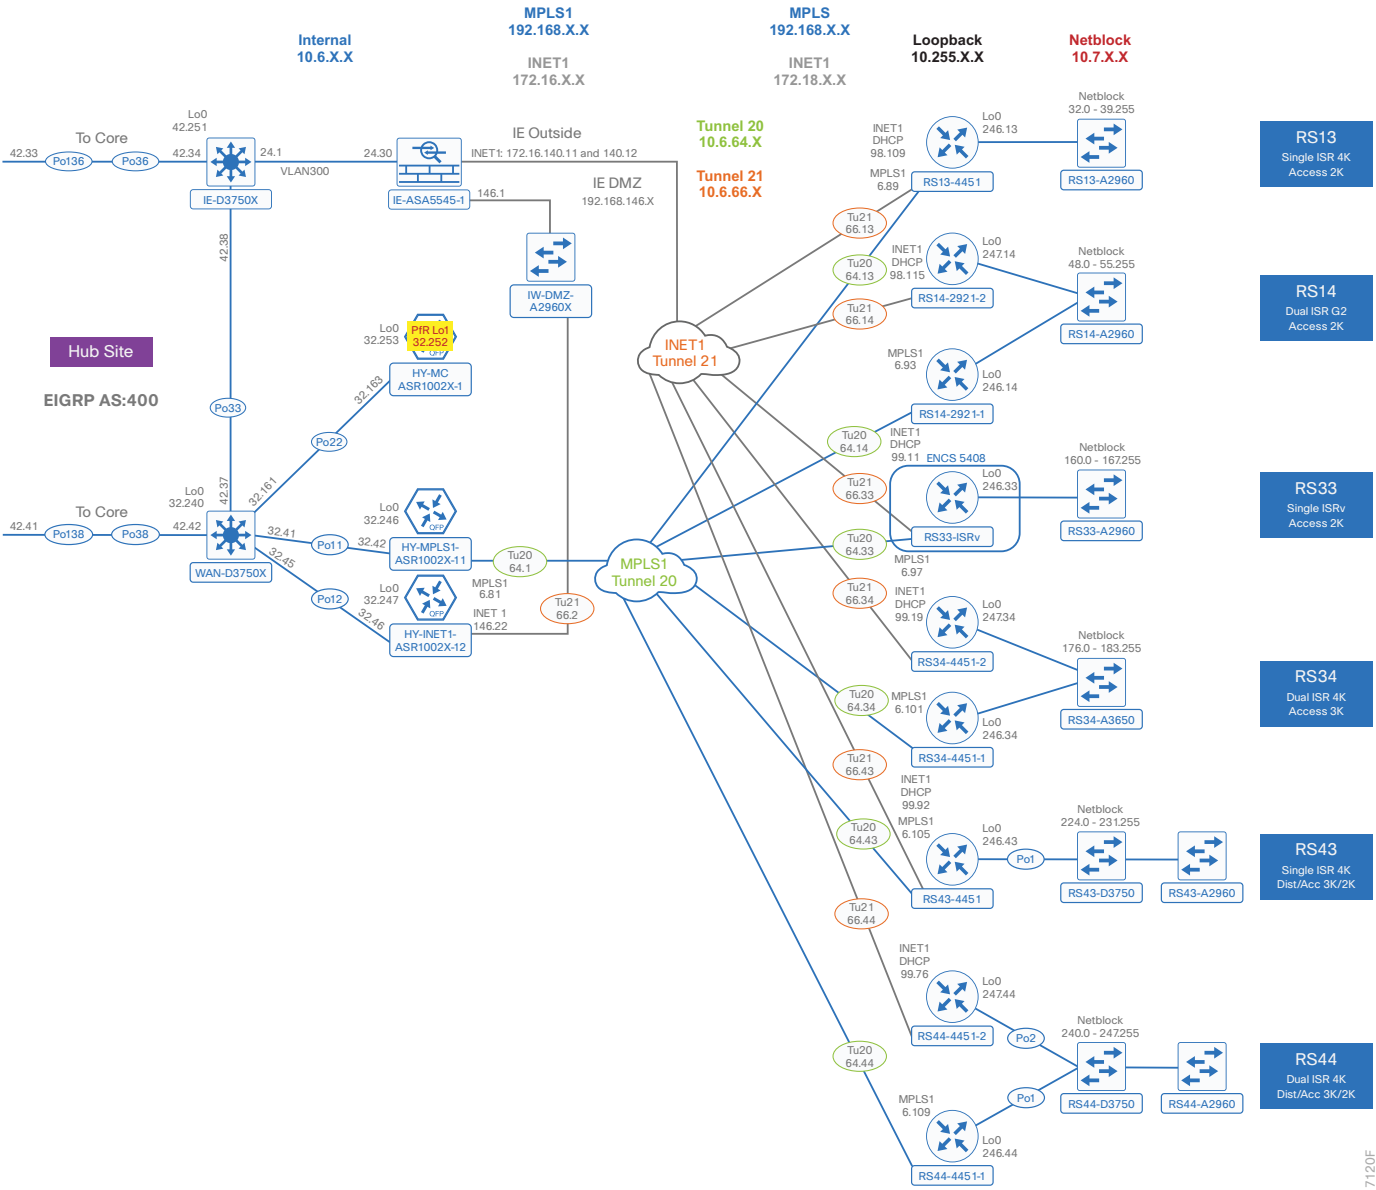 MPLS1
192.168.X.X
MPLS
192.168.X.X
Internal
10.6.X.X
Loopback
10.255.X.X
Netblock
10.7.X.X
INET1
172.16.X.X
INET1
172.18.X.X
Tunnel 20
10.6.64.X
Tunnel 21
10.6.66.X
To Core
42.33
Po136
Po36
42.34
Lo0
42.251
IE-D3750X
24.1
VLAN300
24.30
IE-ASA5545-1
IE Outside
INET1: 172.16.140.11 and 140.12
146.1
IE DMZ
192.168.146.X
IW-DMZ-
A2960X
42.38
Po33
42.37
Hub Site
EIGRP AS:400
Lo0
32.253
PfR Lo1
32.252
OFP
HY-MC
ASR1002X-1
32.163
Po22
32.161
Lo0
32.240
To Core
42.41
Po138
Po38
42.42
WAN-D3750X
32.41
Po11
32.42
Lo0
32.246
OFP
HY-MPLS1-
ASR1002X-11
32.45
Po12
32.46
Lo0
32.247
OFP
HY-INET1-
ASR1002X-12
Tu20
64.1
MPLS1
6.81
INET 1
146.22
Tu21
66.2
INET1
Tunnel 21
MPLS1
Tunnel 20
INET1
DHCP
98.109
MPLS1
6.89
Lo0
246.13
RS13-4451
Netblock
32.0 - 39.255
RS13-A2960
RS13
Single ISR 4K
Access 2K
Tu21
66.13
Tu20
64.13
INET1
DHCP
98.115
Lo0
247.14
RS14-2921-2
Tu21
66.14
Netblock
48.0 - 55.255
RS14-A2960
RS14
Dual ISR G2
Access 2K
MPLS1
6.93
Lo0
246.14
RS14-2921-1
Tu20
64.14
INET1
DHCP
99.11
ENCS 5408
Lo0
246.33
RS33-ISRv
Tu21
66.33
Tu20
64.33
MPLS1
6.97
Netblock
160.0 - 167.255
RS33-A2960
RS33
Single ISRv
Access 2K
Tu21
66.34
INET1
DHCP
99.19
Lo0
247.34
RS34-4451-2
Netblock
176.0 - 183.255
RS34-A3650
RS34
Dual ISR 4K
Access 3K
Tu20
64.34
MPLS1
6.101
Lo0
246.34
RS34-4451-1
Tu21
66.43
INET1
DHCP
99.92
MPLS1
6.105
Tu20
64.43
Lo0
246.43
Po1
RS43-4451
Netblock
224.0 - 231.255
RS43-D3750
RS43-A2960
RS43
Single ISR 4K
Dist/Acc 3K/2K
Tu21
66.44
INET1
DHCP
99.76
Lo0
247.44
RS44-4451-2
Po2
Netblock
240.0 - 247.255
RS44-D3750
RS44-A2960
RS44
Dual ISR 4K
Dist/Acc 3K/2K
Tu20
64.44
MPLS1
6.109
Po1
Lo0
246.44
RS44-4451-1
7120F